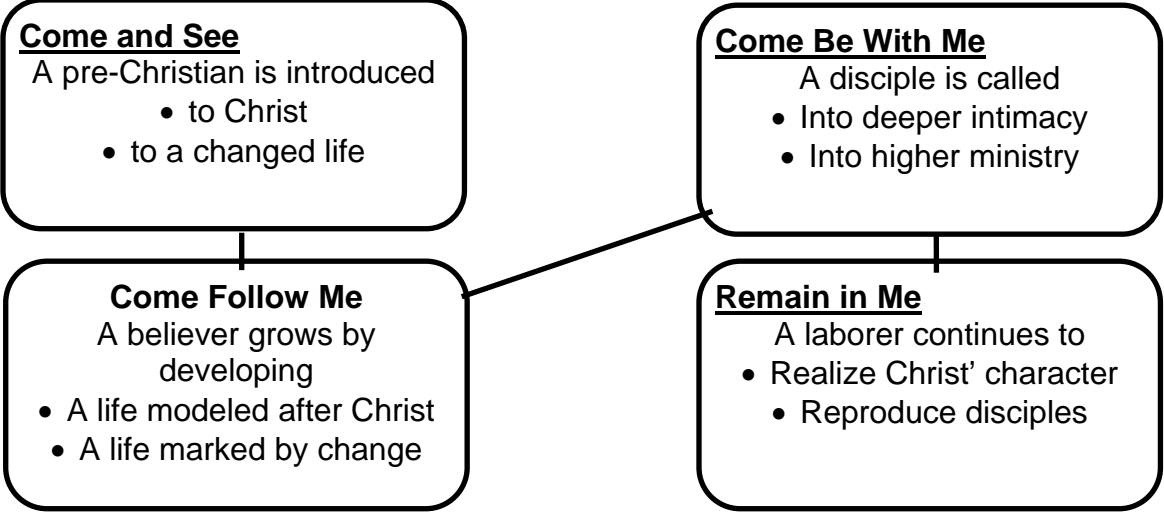 Come and See
A pre-Christian is introduced
• to Christ
• to a changed life
Come Follow Me
A believer grows by
developing
• A life modeled after Christ
• A life marked by change
Come Be With Me
A disciple is called
• Into deeper intimacy
• Into higher ministry
Remain in Me
A laborer continues to
• Realize Christ’ character
• Reproduce disciples